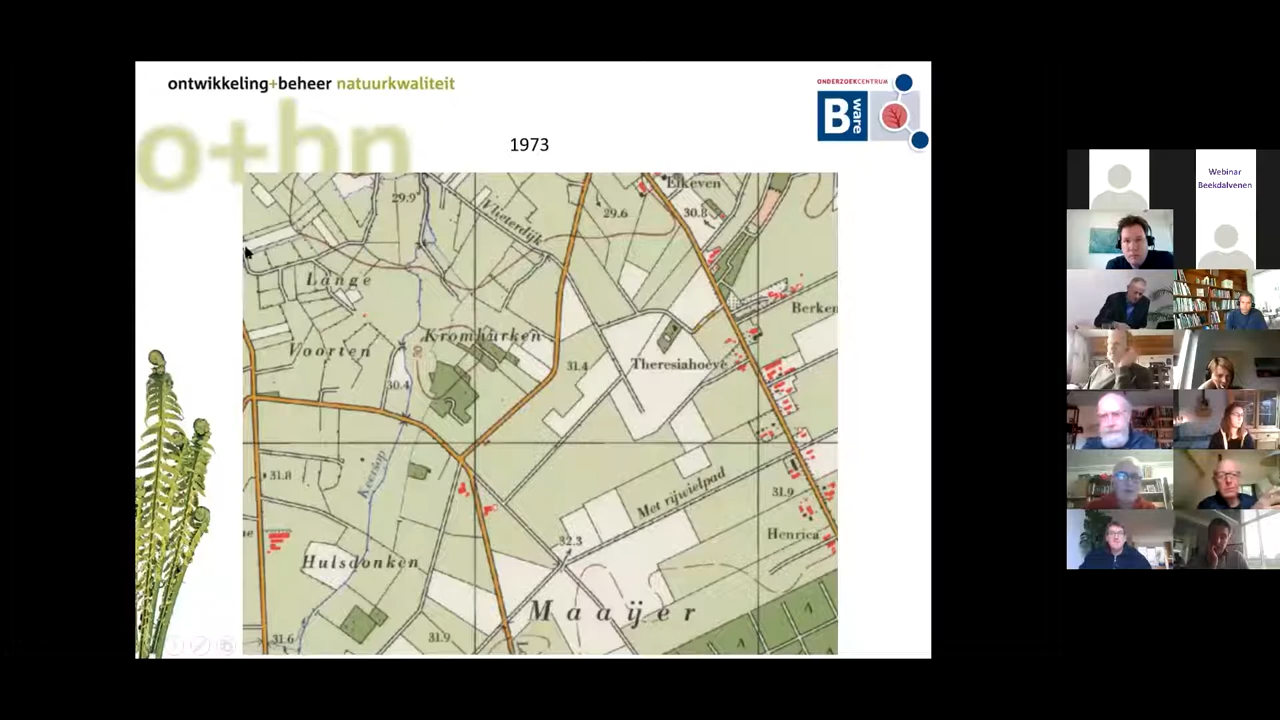 ontwikkeling+beheer natuurkwaliteit
o+bn
ONDERZOEKCENTRUM
B ware
1973
Elkeven
29.9
Vlieterdijk
29.6
30.8
Lange
Berken
Kromhurken
Voorten
30
31.4
Theresiahoeve
30.4
31.8
Keersop
Met rijwielpad
31.9
32.3
Henrica
Hulsdonken
Maaijer
A
A
A
31.6
31.9
Webinar
Beekdalvenen